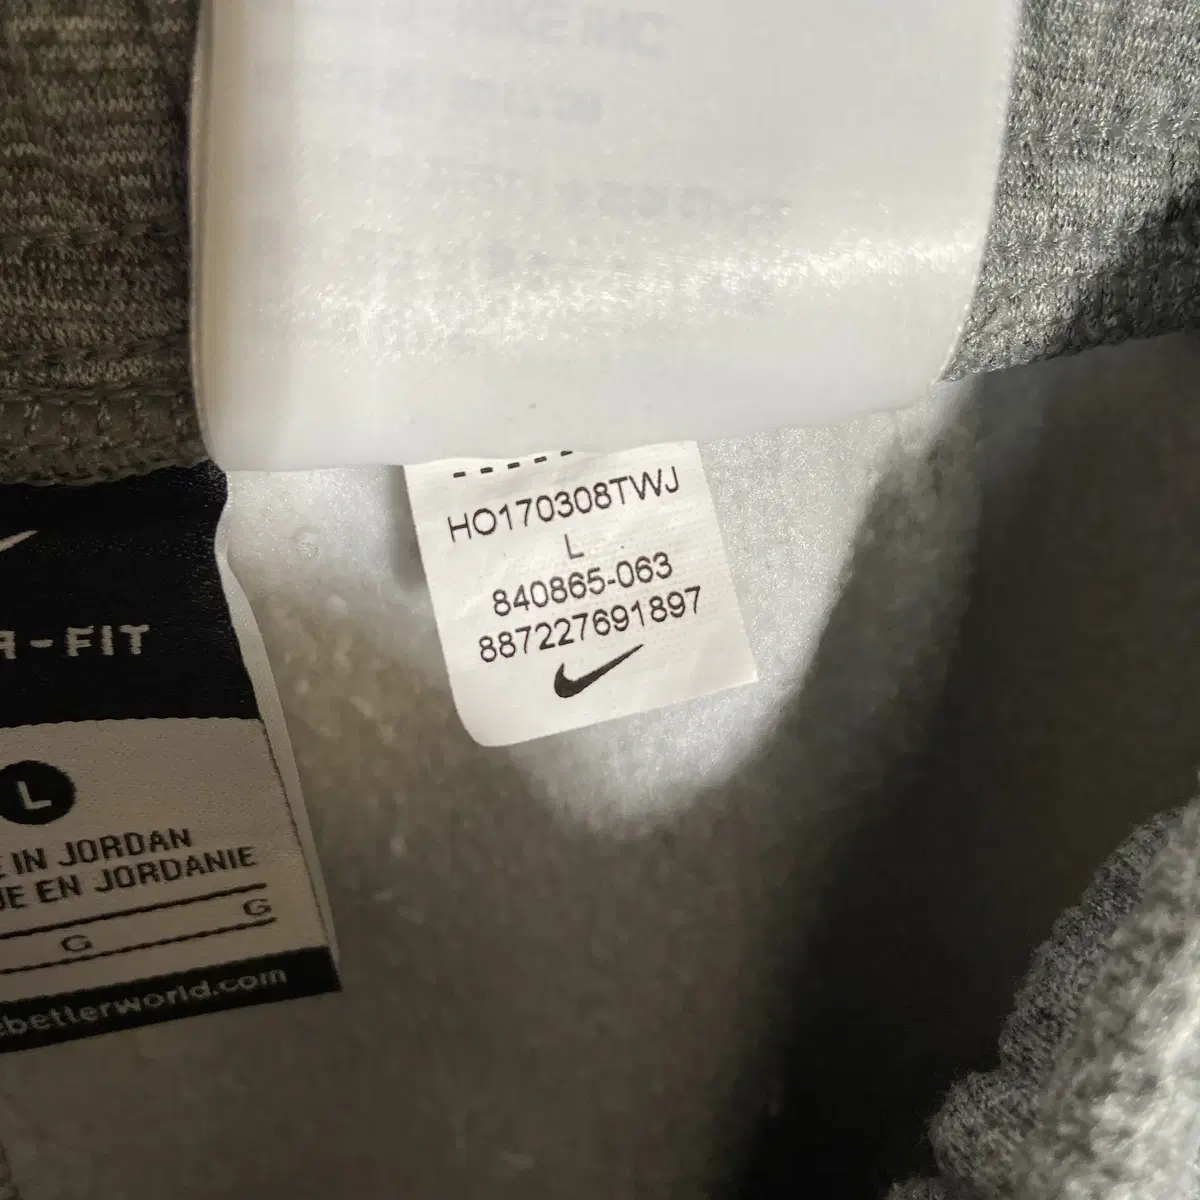 HO170308TWJ
L
840865-063
887227691897
-FIT
L
IN JORDAN
EN JORDANIE
G
G
betterworld.com